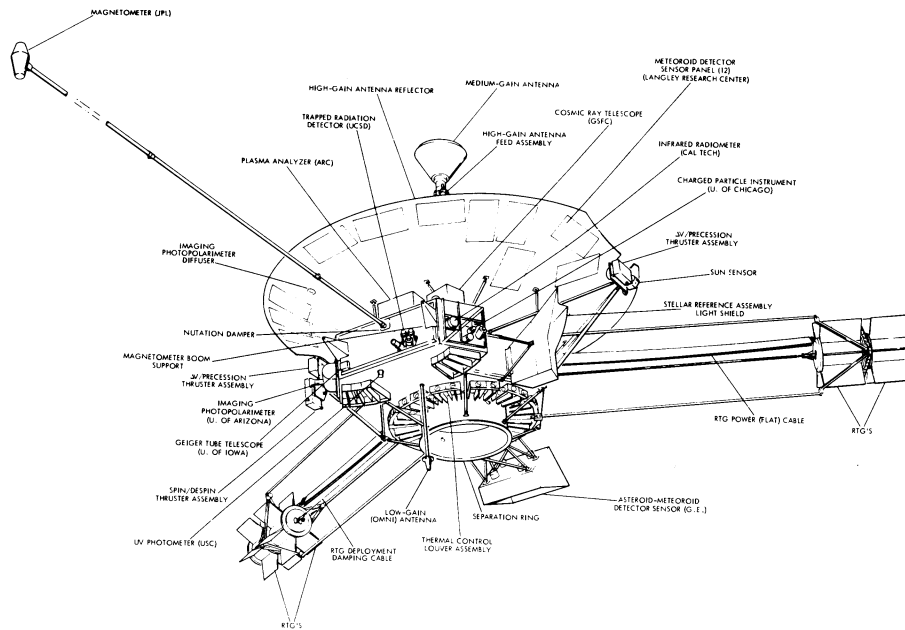 MAGNETOMETER (JPL)
HIGH-GAIN ANTENNA REFLECTOR
MEDIUM-GAIN ANTENNA
METEOROID DETECTOR
SENSOR PANEL (12)
(LANGLEY RESEARCH CENTER)
TRAPPED RADIATION
DETECTOR (UCSD)
COSMIC RAY TELESCOPE
(GSFC)
HIGH-GAIN ANTENNA
FEED ASSEMBLY
INFRARED RADIOMETER
(CAL TECH)
PLASMA ANALYZER (ARC)
CHARGED PARTICLE INSTRUMENT
(U. OF CHICAGO)
IMAGING
PHOTOPOLARIMETER
DIFFUSER
ΔV/PRECESSION
THRUSTER ASSEMBLY
SUN SENSOR
STELLAR REFERENCE ASSEMBLY
LIGHT SHIELD
NUTATION DAMPER
MAGNETOMETER BOOM
SUPPORT
ΔV/PRECESSION
THRUSTER ASSEMBLY
IMAGING
PHOTOPOLARIMETER
(U. OF ARIZONA)
GEIGER TUBE TELESCOPE
(U. OF IOWA)
RTG POWER (FLAT) CABLE
RTG'S
SPIN/DESPIN
THRUSTER ASSEMBLY
LOW-GAIN
(OMNI) ANTENNA
SEPARATION RING
ASTEROID-METEOROID
DETECTOR SENSOR (G.E.)
UV PHOTOMETER (USC)
RTG DEPLOYMENT
DAMPING CABLE
THERMAL CONTROL
LOUVER ASSEMBLY
RTG'S